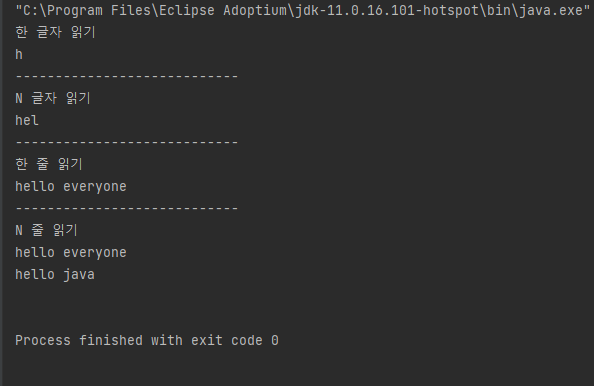 "C:\Program Files\Eclipse Adoptium\jdk-11.0.16.101-hotspot\bin\java.exe"
한 글자 읽기
h
----------------------------
N 글자 읽기
hel
----------------------------
한 줄 읽기
hello everyone
----------------------------
N 줄 읽기
hello everyone
hello java
Process finished with exit code 0